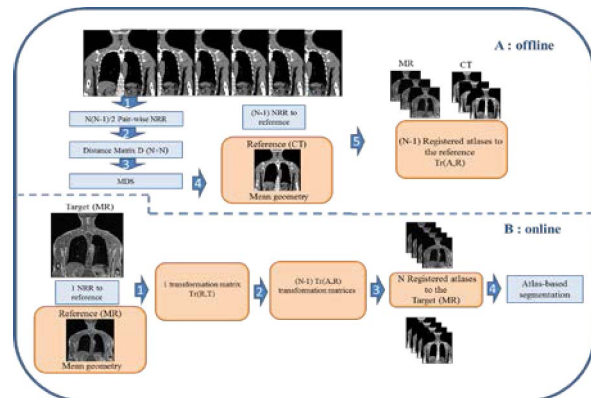 A : offline
MR
CT
1
N(N-1)/2 Pair-wise NRR
2
Distance Matrix D (N×N)
3
MDS
4
(N-1) NRR to
reference
Reference (CT)
Mean geometry
5
(N-1) Registered atlases to
the reference
Tr(A,R)
B : online
Target (MR)
1 NRR to
reference
Reference (MR)
Mean geometry
1
1 transformation matrix
Tr(R,T)
2
(N-1) Tr(A,R)
transformation matrices
3
N Registered atlases
to the
Target (MR)
4
Atlas-based
segmentation